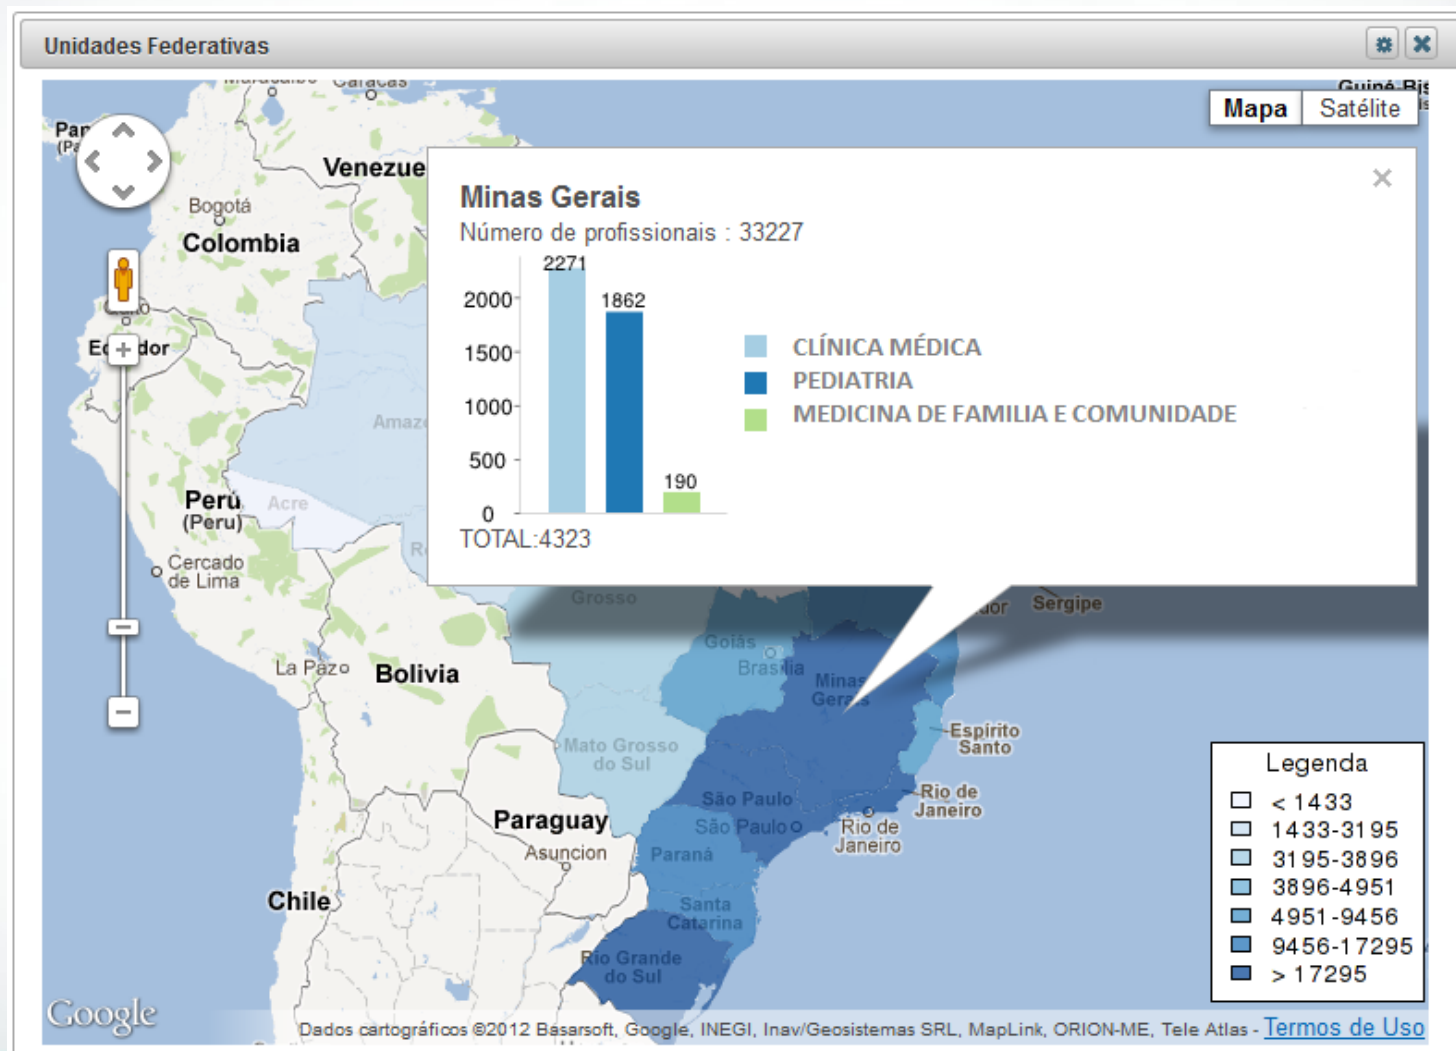 Unidades Federativas
Caracas
Mapa
Satélite
Venezue
Bogotá
Colombia
Minas Gerais
Número de profissionais : 33227
2271
2000
1862
1500
1000
500
190
0
TOTAL:4323
CLÍNICA MÉDICA
PEDIATRIA
MEDICINA DE FAMILIA E COMUNIDADE
Acre
Perú
(Peru)
Cercado
de Lima
Grosso
Sergipe
Goiás
Brasília
La Paz
Bolivia
Minas
Gerais
Espírito
Santo
Mato Grosso
do Sul
São Paulo
Rio de
Janeiro
Paraguay
São Paulo
Rio de
Janeiro
Asuncion
Paraná
Chile
Santa
Catarina
Rio Grande
do Sul
Legenda
< 1433
1433-3195
3195-3896
3896-4951
4951-9456
9456-17295
> 17295
Google
Dados cartográficos ©2012 Basarsoft, Google, INEGI, Inav/Geosistemas SRL, MapLink, ORION-ME, Tele Atlas - Termos de Uso